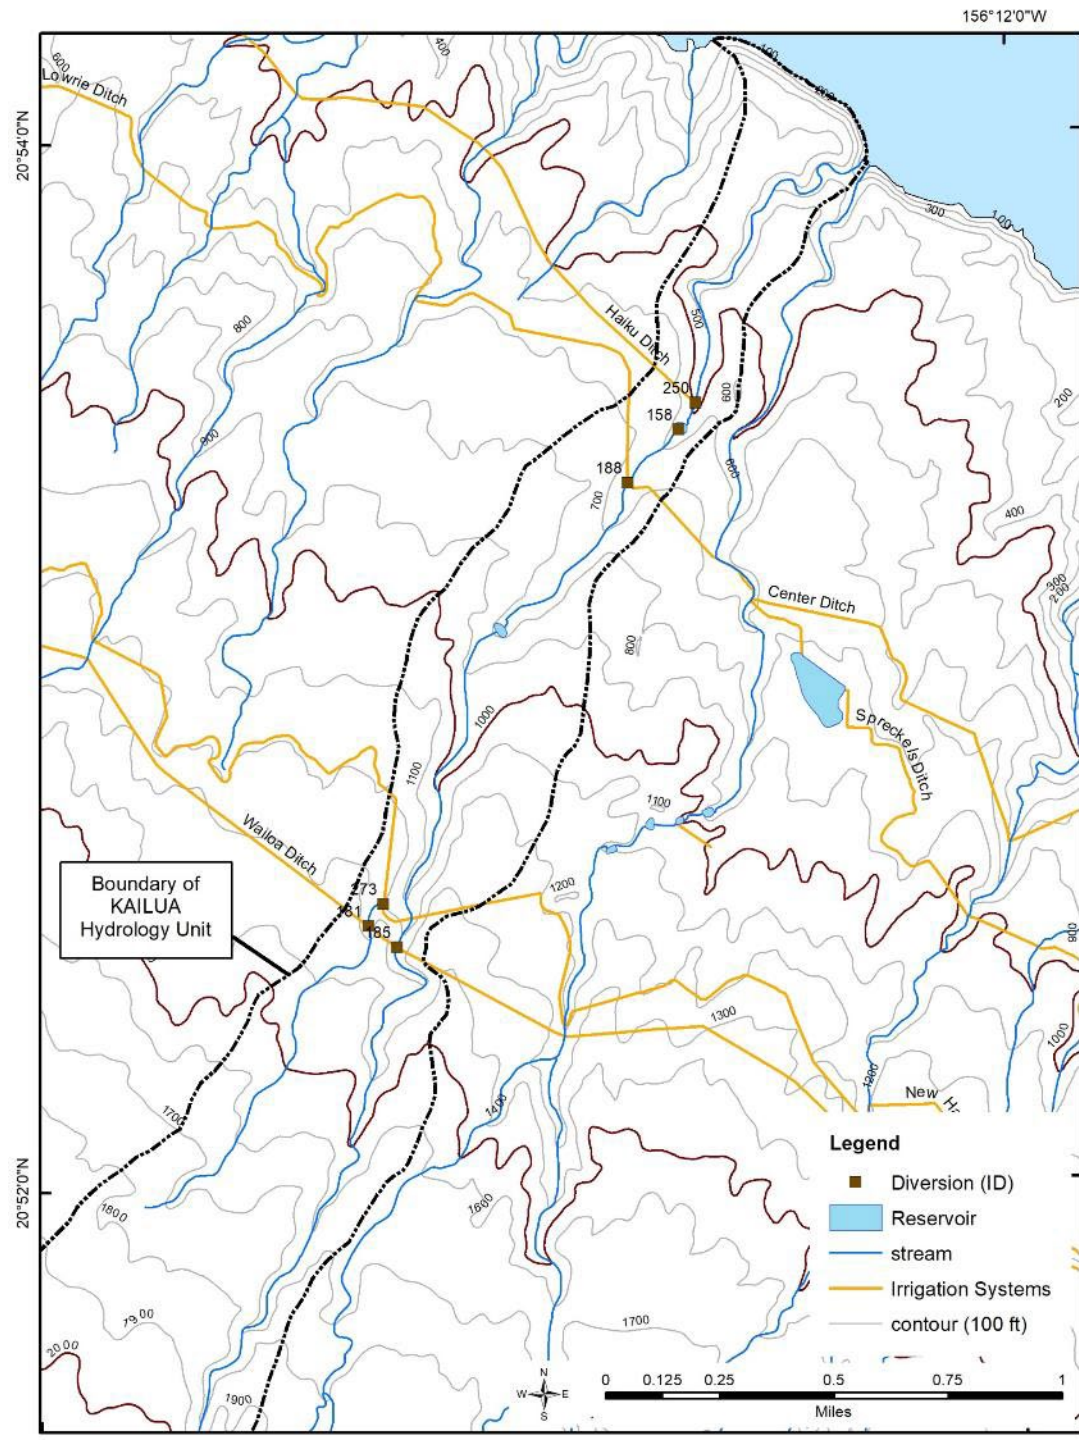 156°12'0"W
20°54'0"N
600
Lowrie Ditch
400
100
200
300
100
Haiku Ditch
500
800
250
600
158
200
900
188
600
700
400
300
200
Center Ditch
800
1000
Spreckels Ditch
1100
1100
Wailoa Ditch
Boundary of
KAILUA
Hydrology Unit
273
1200
181
185
1300
1000
1200
New Ha
1700
1400
20°52'0"N
1800
1600
1900
1700
2000
1900
Legend
Diversion (ID)
Reservoir
stream
Irrigation Systems
contour (100 ft)
N
W E
S
0 0.125 0.25 0.5 0.75 1
Miles